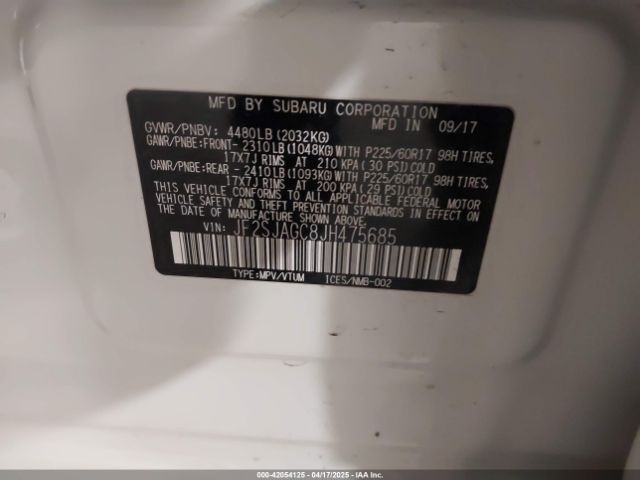 MFD BY SUBARU CORPORATION
GVWR/PNBV: 4480LB(2032KG) MFD IN 09/17
GAWR/PNBE:FRONT- 2310LB(1048KG)WITH P225/60R17 98H TIRES,
17X7J RIMS AT 210 KPA(30 PSI)COLD
GAWR/PNBE:REAR - 2410LB(1093KG)WITH P225/60R17 98H TIRES,
17X7J RIMS AT 200 KPA(29 PSI)COLD
THIS VEHICLE CONFORMS TO ALL APPLICABLE FEDERAL MOTOR
VEHICLE SAFETY AND THEFT PREVENTION STANDARDS IN EFFECT
ON THE DATE OF MANUFACTURE SHOWN ABOVE.
VIN: JF2SJAGC8JH475685
TYPE:MPV/VTUM ICES/NMB-002
000-42054125 - 04/17/2025 - IAAI.COM